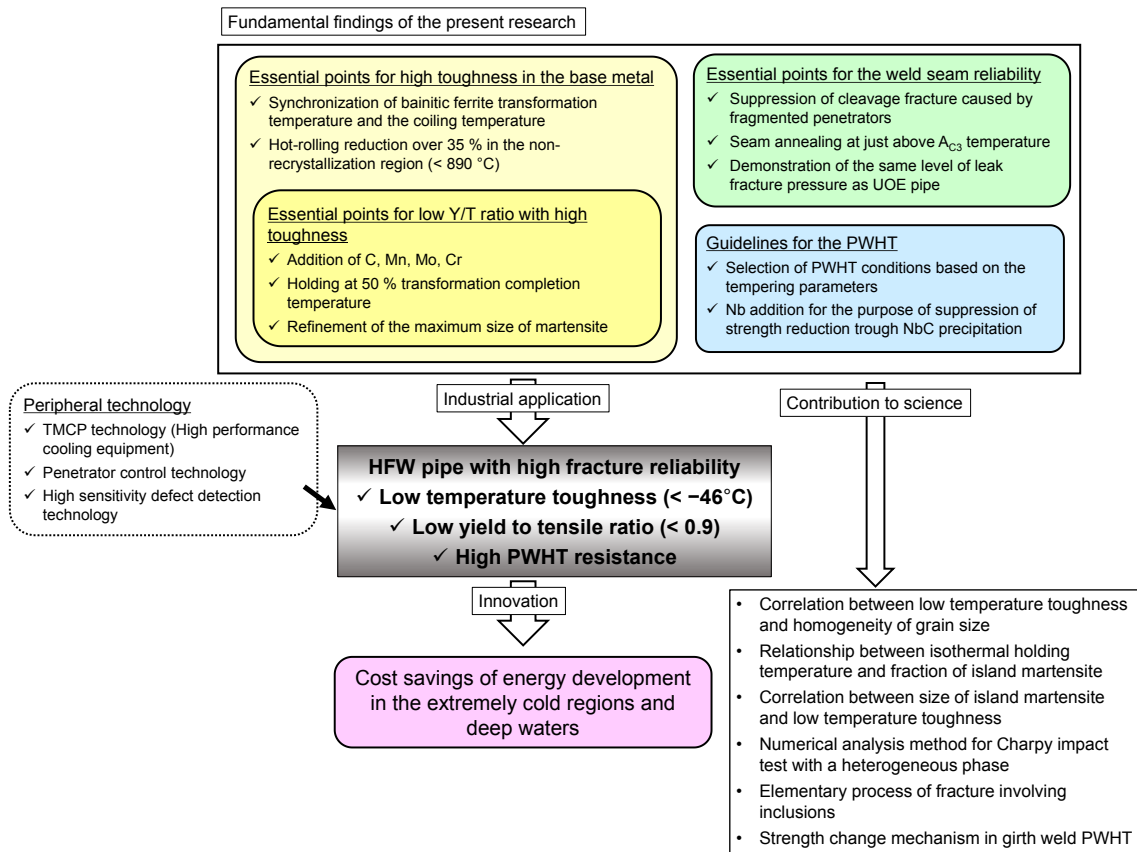 Fundamental findings of the present research
Essential points for high toughness in the base metal
✓ Synchronization of bainitic ferrite transformation
temperature and the coiling temperature
✓ Hot-rolling reduction over 35 % in the non-
recrystallization region (< 890 °C)
Essential points for low Y/T ratio with high
toughness
✓ Addition of C, Mn, Mo, Cr
✓ Holding at 50 % transformation completion
temperature
✓ Refinement of the maximum size of martensite
Essential points for the weld seam reliability
✓ Suppression of cleavage fracture caused by
fragmented penetrators
✓ Seam annealing at just above AC3 temperature
✓ Demonstration of the same level of leak
fracture pressure as UOE pipe
Guidelines for the PWHT
✓ Selection of PWHT conditions based on the
tempering parameters
✓ Nb addition for the purpose of suppression of
strength reduction trough NbC precipitation
Industrial application
Contribution to science
Peripheral technology
✓ TMCP technology (High performance
cooling equipment)
✓ Penetrator control technology
✓ High sensitivity defect detection
technology
HFW pipe with high fracture reliability
✓ Low temperature toughness (< −46°C)
✓ Low yield to tensile ratio (< 0.9)
✓ High PWHT resistance
Innovation
Cost savings of energy development
in the extremely cold regions and
deep waters
• Correlation between low temperature toughness
and homogeneity of grain size
• Relationship between isothermal holding
temperature and fraction of island martensite
• Correlation between size of island martensite
and low temperature toughness
• Numerical analysis method for Charpy impact
test with a heterogeneous phase
• Elementary process of fracture involving
inclusions
• Strength change mechanism in girth weld PWHT